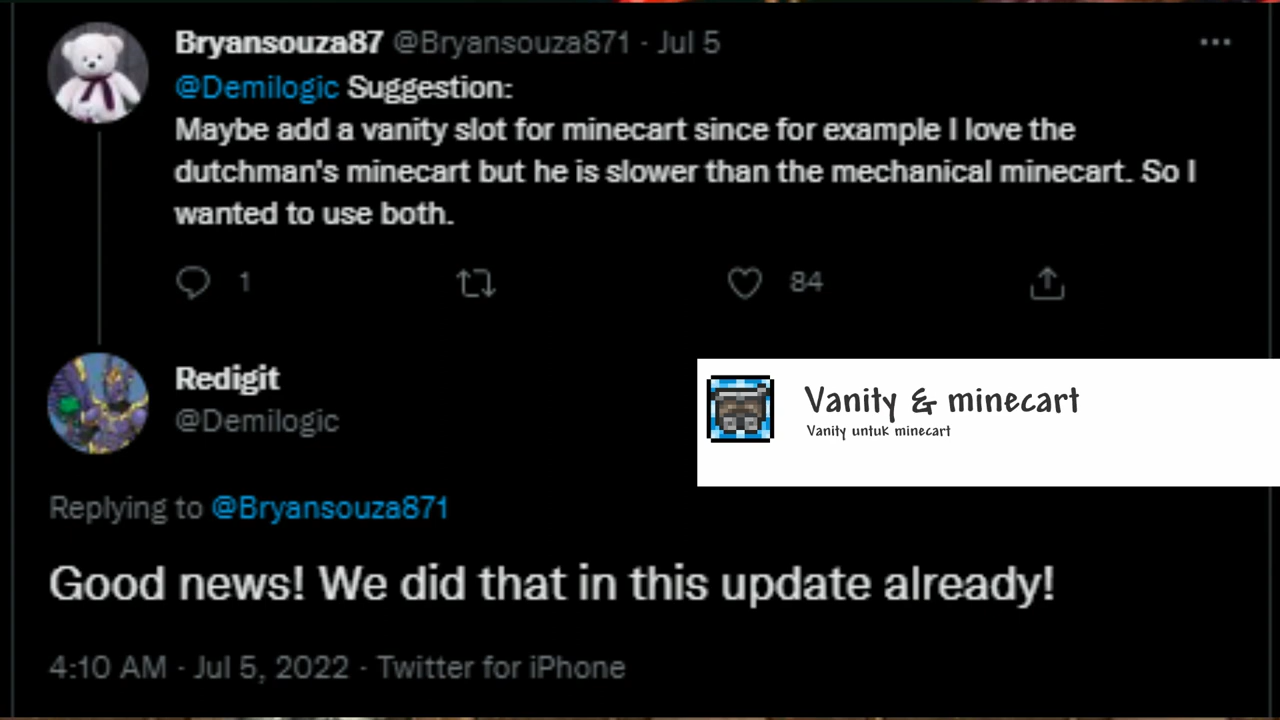 Bryansouza87 @Bryansouza871 · Jul 5
@Demilogic Suggestion:
Maybe add a vanity slot for minecart since for example I love the
dutchman's minecart but he is slower than the mechanical minecart. So I
wanted to use both.
1 84
Redigit
@Demilogic
Vanity & minecart
Vanity untuk minecart
Replying to @Bryansouza871
Good news! We did that in this update already!
4:10 AM · Jul 5, 2022 · Twitter for iPhone